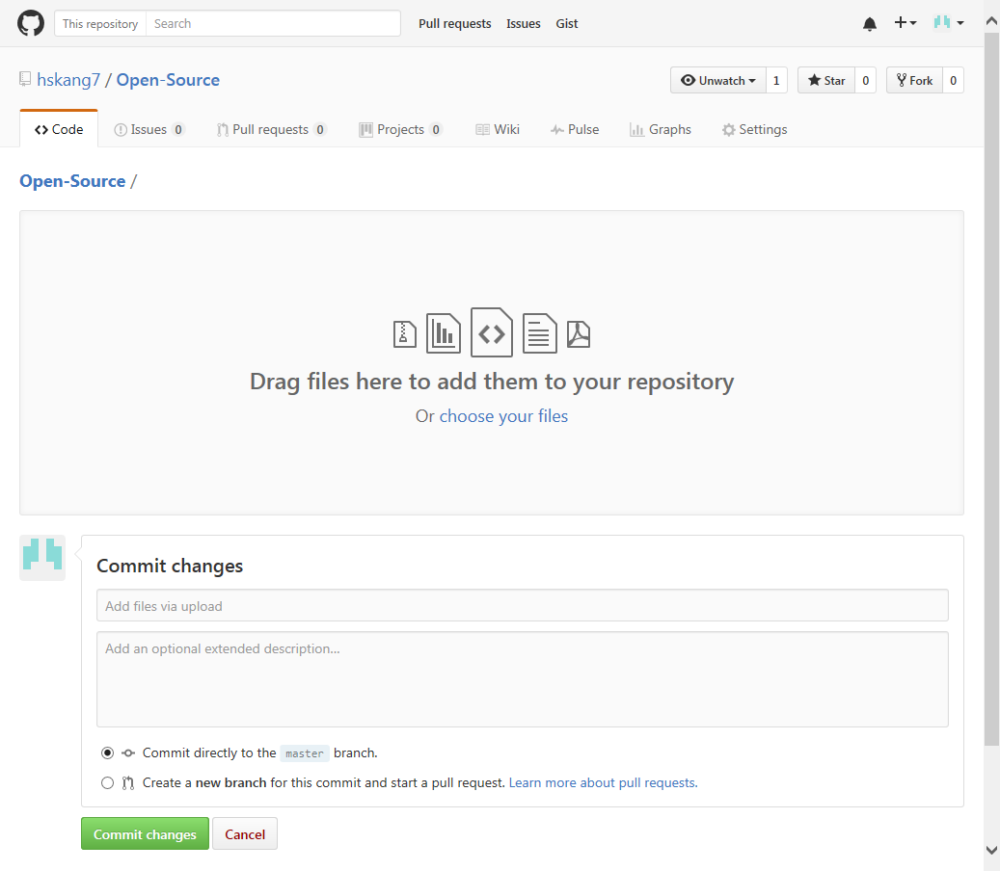 This repository Search Pull requests Issues Gist
hskang7 / Open-Source Unwatch 1 Star 0 Fork 0
Code Issues 0 Pull requests 0 Projects 0 Wiki Pulse Graphs Settings
Open-Source /
Drag files here to add them to your repository
Or choose your files
Commit changes
Add files via upload
Add an optional extended description...
Commit directly to the master branch.
Create a new branch for this commit and start a pull request. Learn more about pull requests.
Commit changes Cancel